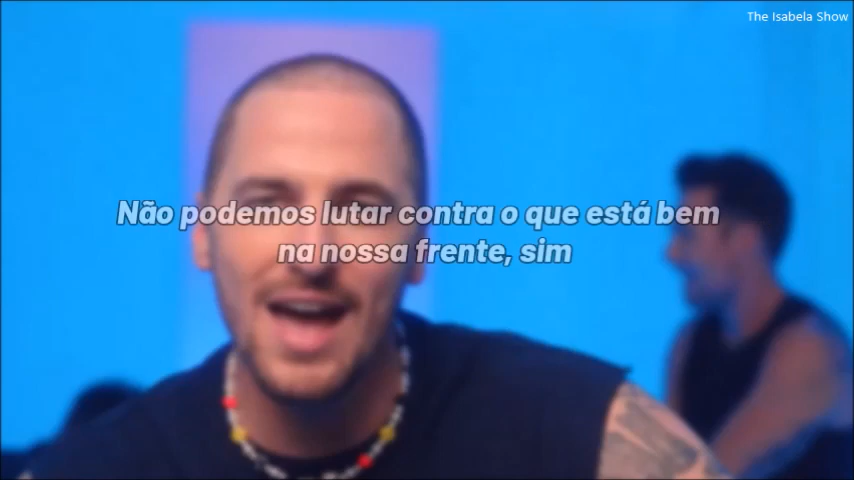 The Isabela Show
Não podemos lutar contra o que está bem
na nossa frente, sim